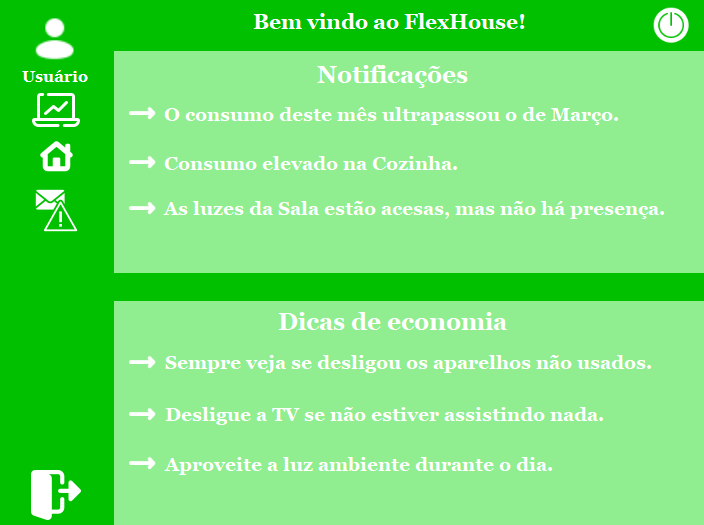 Bem vindo ao FlexHouse!
Usuário
Notificações
O consumo deste mês ultrapassou o de Março.
Consumo elevado na Cozinha.
As luzes da Sala estão acesas, mas não há presença.
Dicas de economia
Sempre veja se desligou os aparelhos não usados.
Desligue a TV se não estiver assistindo nada.
Aproveite a luz ambiente durante o dia.